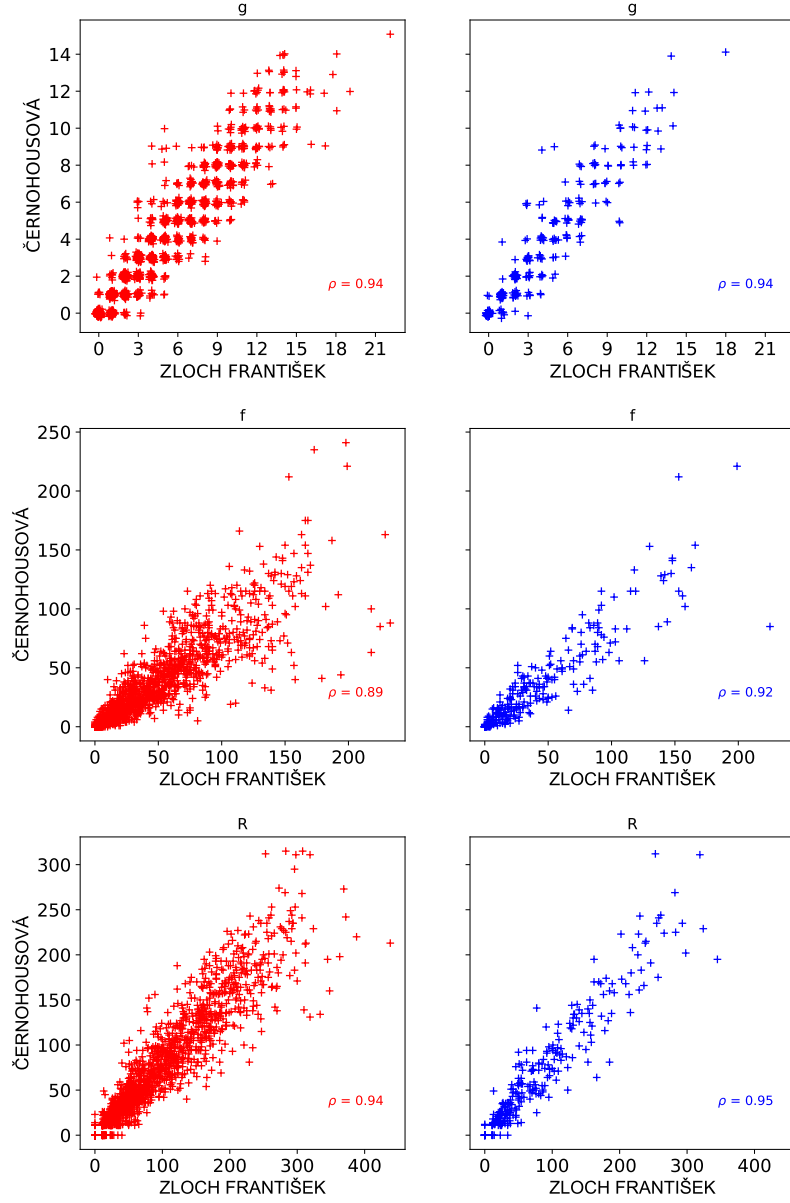 g
g
14
12
10
8
6
4
2
0
ČERNOHOUSOVÁ
ρ = 0.94
ρ = 0.94
0 3 6 9 12 15 18 21
0 3 6 9 12 15 18 21
ZLOCH FRANTIŠEK
ZLOCH FRANTIŠEK
f
f
250
200
150
100
50
0
ČERNOHOUSOVÁ
ρ = 0.89
ρ = 0.92
0 50 100 150 200
0 50 100 150 200
ZLOCH FRANTIŠEK
ZLOCH FRANTIŠEK
R
R
300
250
200
150
100
50
0
ČERNOHOUSOVÁ
ρ = 0.94
ρ = 0.95
0 100 200 300 400
0 100 200 300 400
ZLOCH FRANTIŠEK
ZLOCH FRANTIŠEK